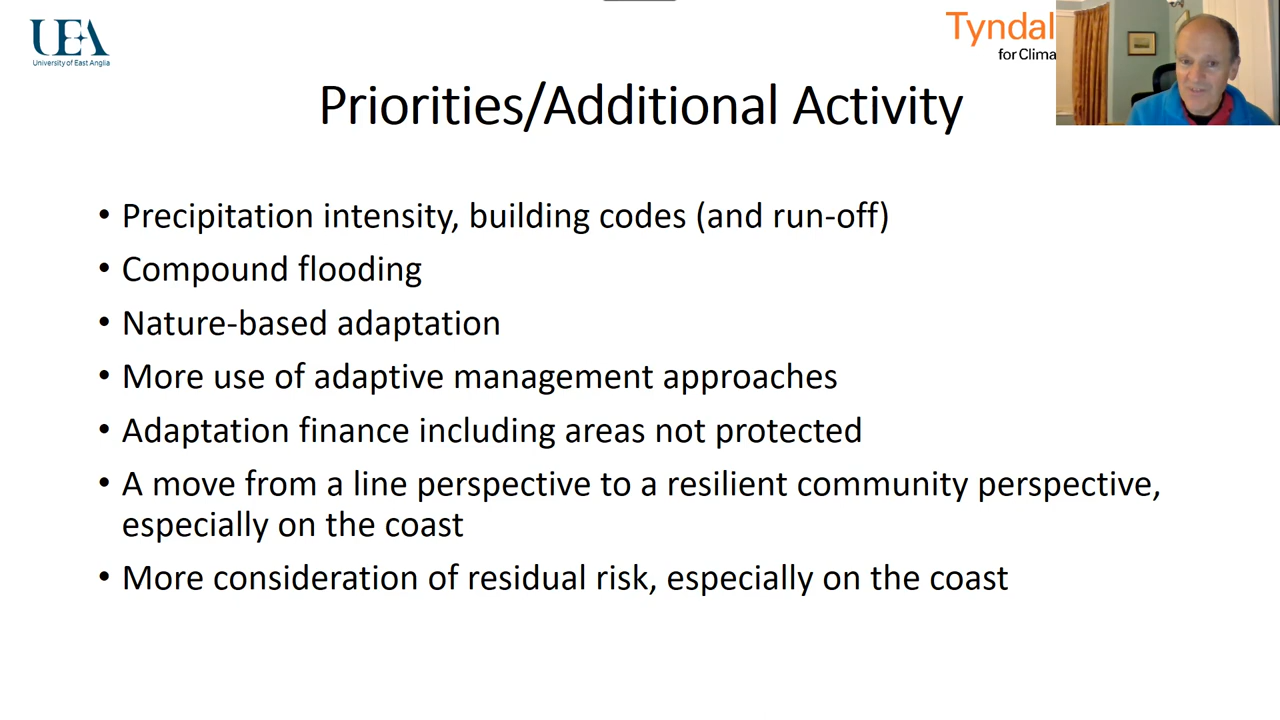 UEA
University of East Anglia
Tyndal
for Clima
Priorities/Additional Activity
• Precipitation intensity, building codes (and run-off)
• Compound flooding
• Nature-based adaptation
• More use of adaptive management approaches
• Adaptation finance including areas not protected
• A move from a line perspective to a resilient community perspective,
especially on the coast
• More consideration of residual risk, especially on the coast